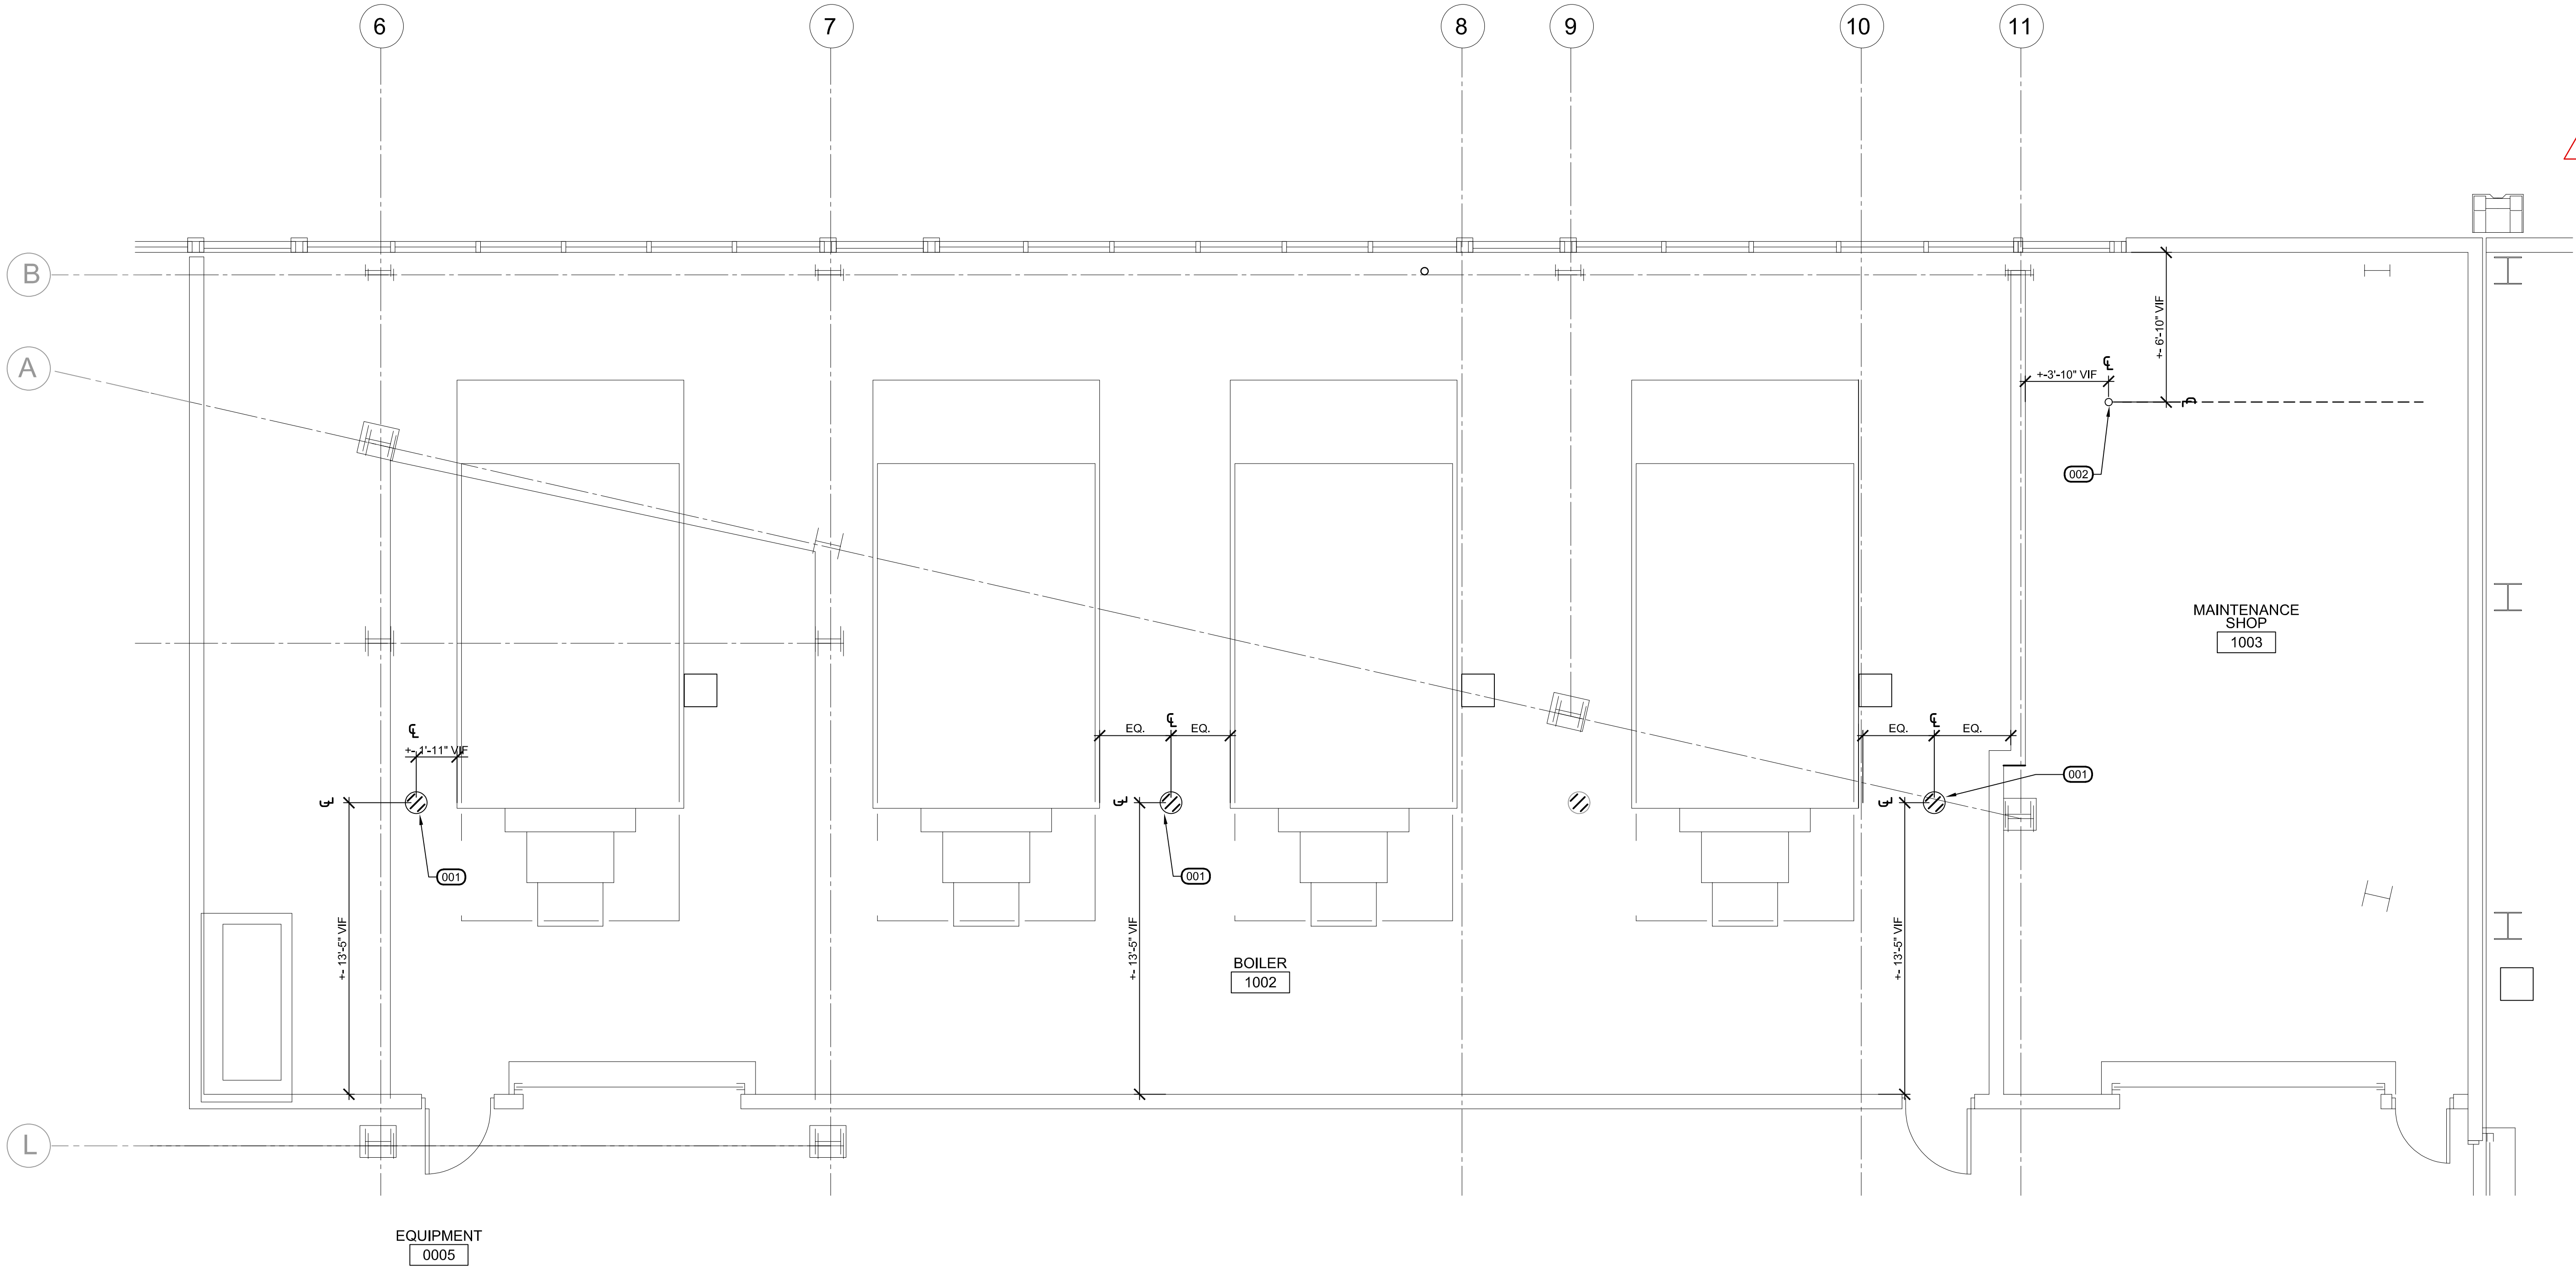 6
7
8
9
10
11
B
A
+- 6'-10" VIF
℄
+-3'-10" VIF
℄
002
MAINTENANCE
SHOP
1003
℄
+- 1'-11" VIF
EQ.
℄
EQ.
EQ.
℄
EQ.
001
℄
℄
℄
001
001
+- 13'-5" VIF
+- 13'-5" VIF
+- 13'-5" VIF
BOILER
1002
L
EQUIPMENT
0005